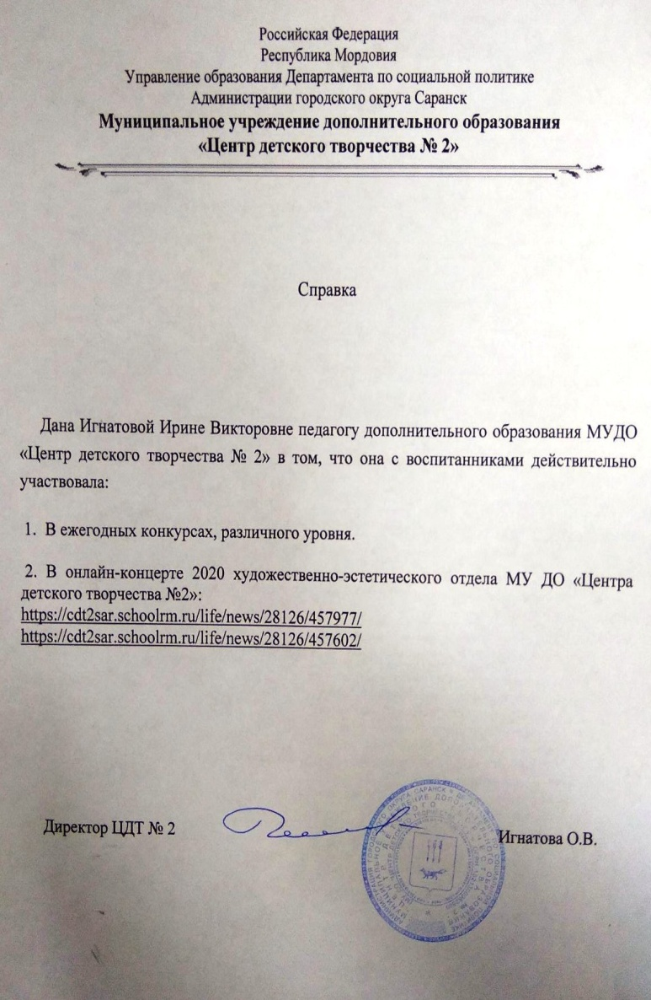 Российская Федерация
Республика Мордовия
Управление образования Департамента по социальной политике
Администрации городского округа Саранск
Муниципальное учреждение дополнительного образования
«Центр детского творчества № 2»
Справка
Дана Игнатовой Ирине Викторовне педагогу дополнительного образования МУДО
«Центр детского творчества № 2» в том, что она с воспитанниками действительно
участвовала:
1. В ежегодных конкурсах, различного уровня.
2. В онлайн-концерте 2020 художественно-эстетического отдела МУ ДО «Центра
детского творчества №2»:
https://cdt2sar.schoolrm.ru/life/news/28126/457977/
https://cdt2sar.schoolrm.ru/life/news/28126/457602/
Директор ЦДТ № 2
Игнатова О.В.